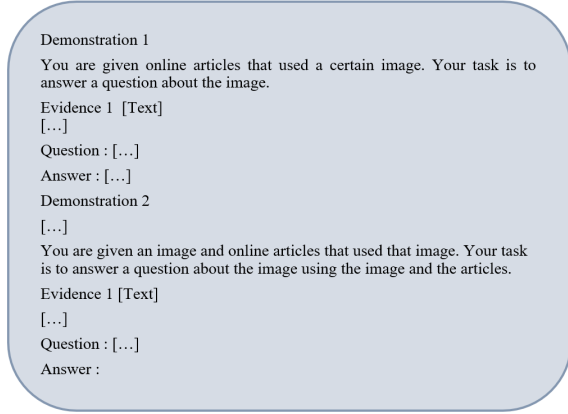 Demonstration 1
You are given online articles that used a certain image. Your task is to
answer a question about the image.
Evidence 1 [Text]
[…]
Question : […]
Answer : […]
Demonstration 2
[…]
You are given an image and online articles that used that image. Your task
is to answer a question about the image using the image and the articles.
Evidence 1 [Text]
[…]
Question : […]
Answer :